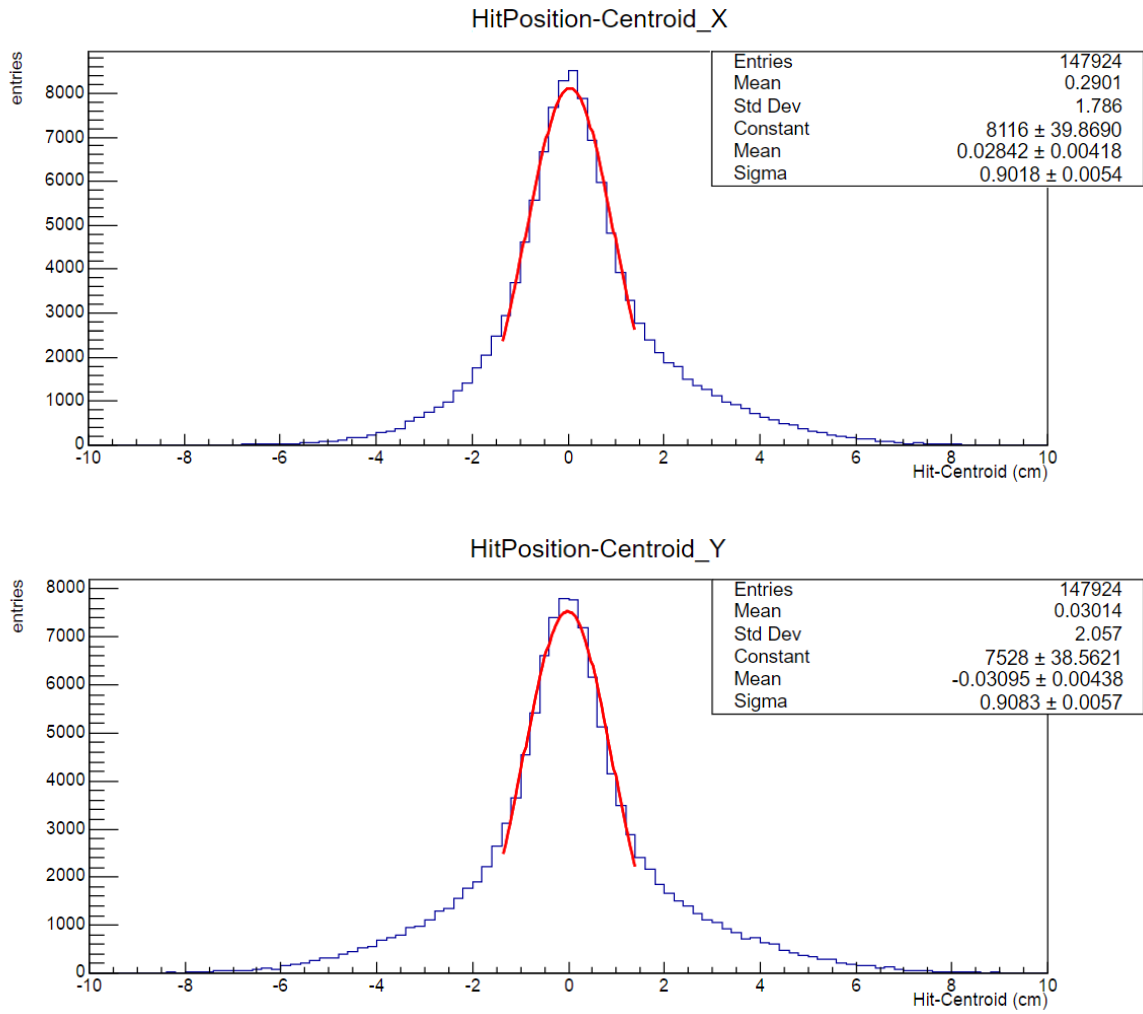 HitPosition-Centroid_X
entries
Entries 147924
Mean 0.2901
Std Dev 1.786
Constant 8116 ± 39.8690
Mean 0.02842 ± 0.00418
Sigma 0.9018 ± 0.0054
8000
7000
6000
5000
4000
3000
2000
1000
0
-10 -8 -6 -4 -2 0 2 4 6 8 10
Hit-Centroid (cm)
HitPosition-Centroid_Y
entries
Entries 147924
Mean 0.03014
Std Dev 2.057
Constant 7528 ± 38.5621
Mean -0.03095 ± 0.00438
Sigma 0.9083 ± 0.0057
8000
7000
6000
5000
4000
3000
2000
1000
0
-10 -8 -6 -4 -2 0 2 4 6 8 10
Hit-Centroid (cm)